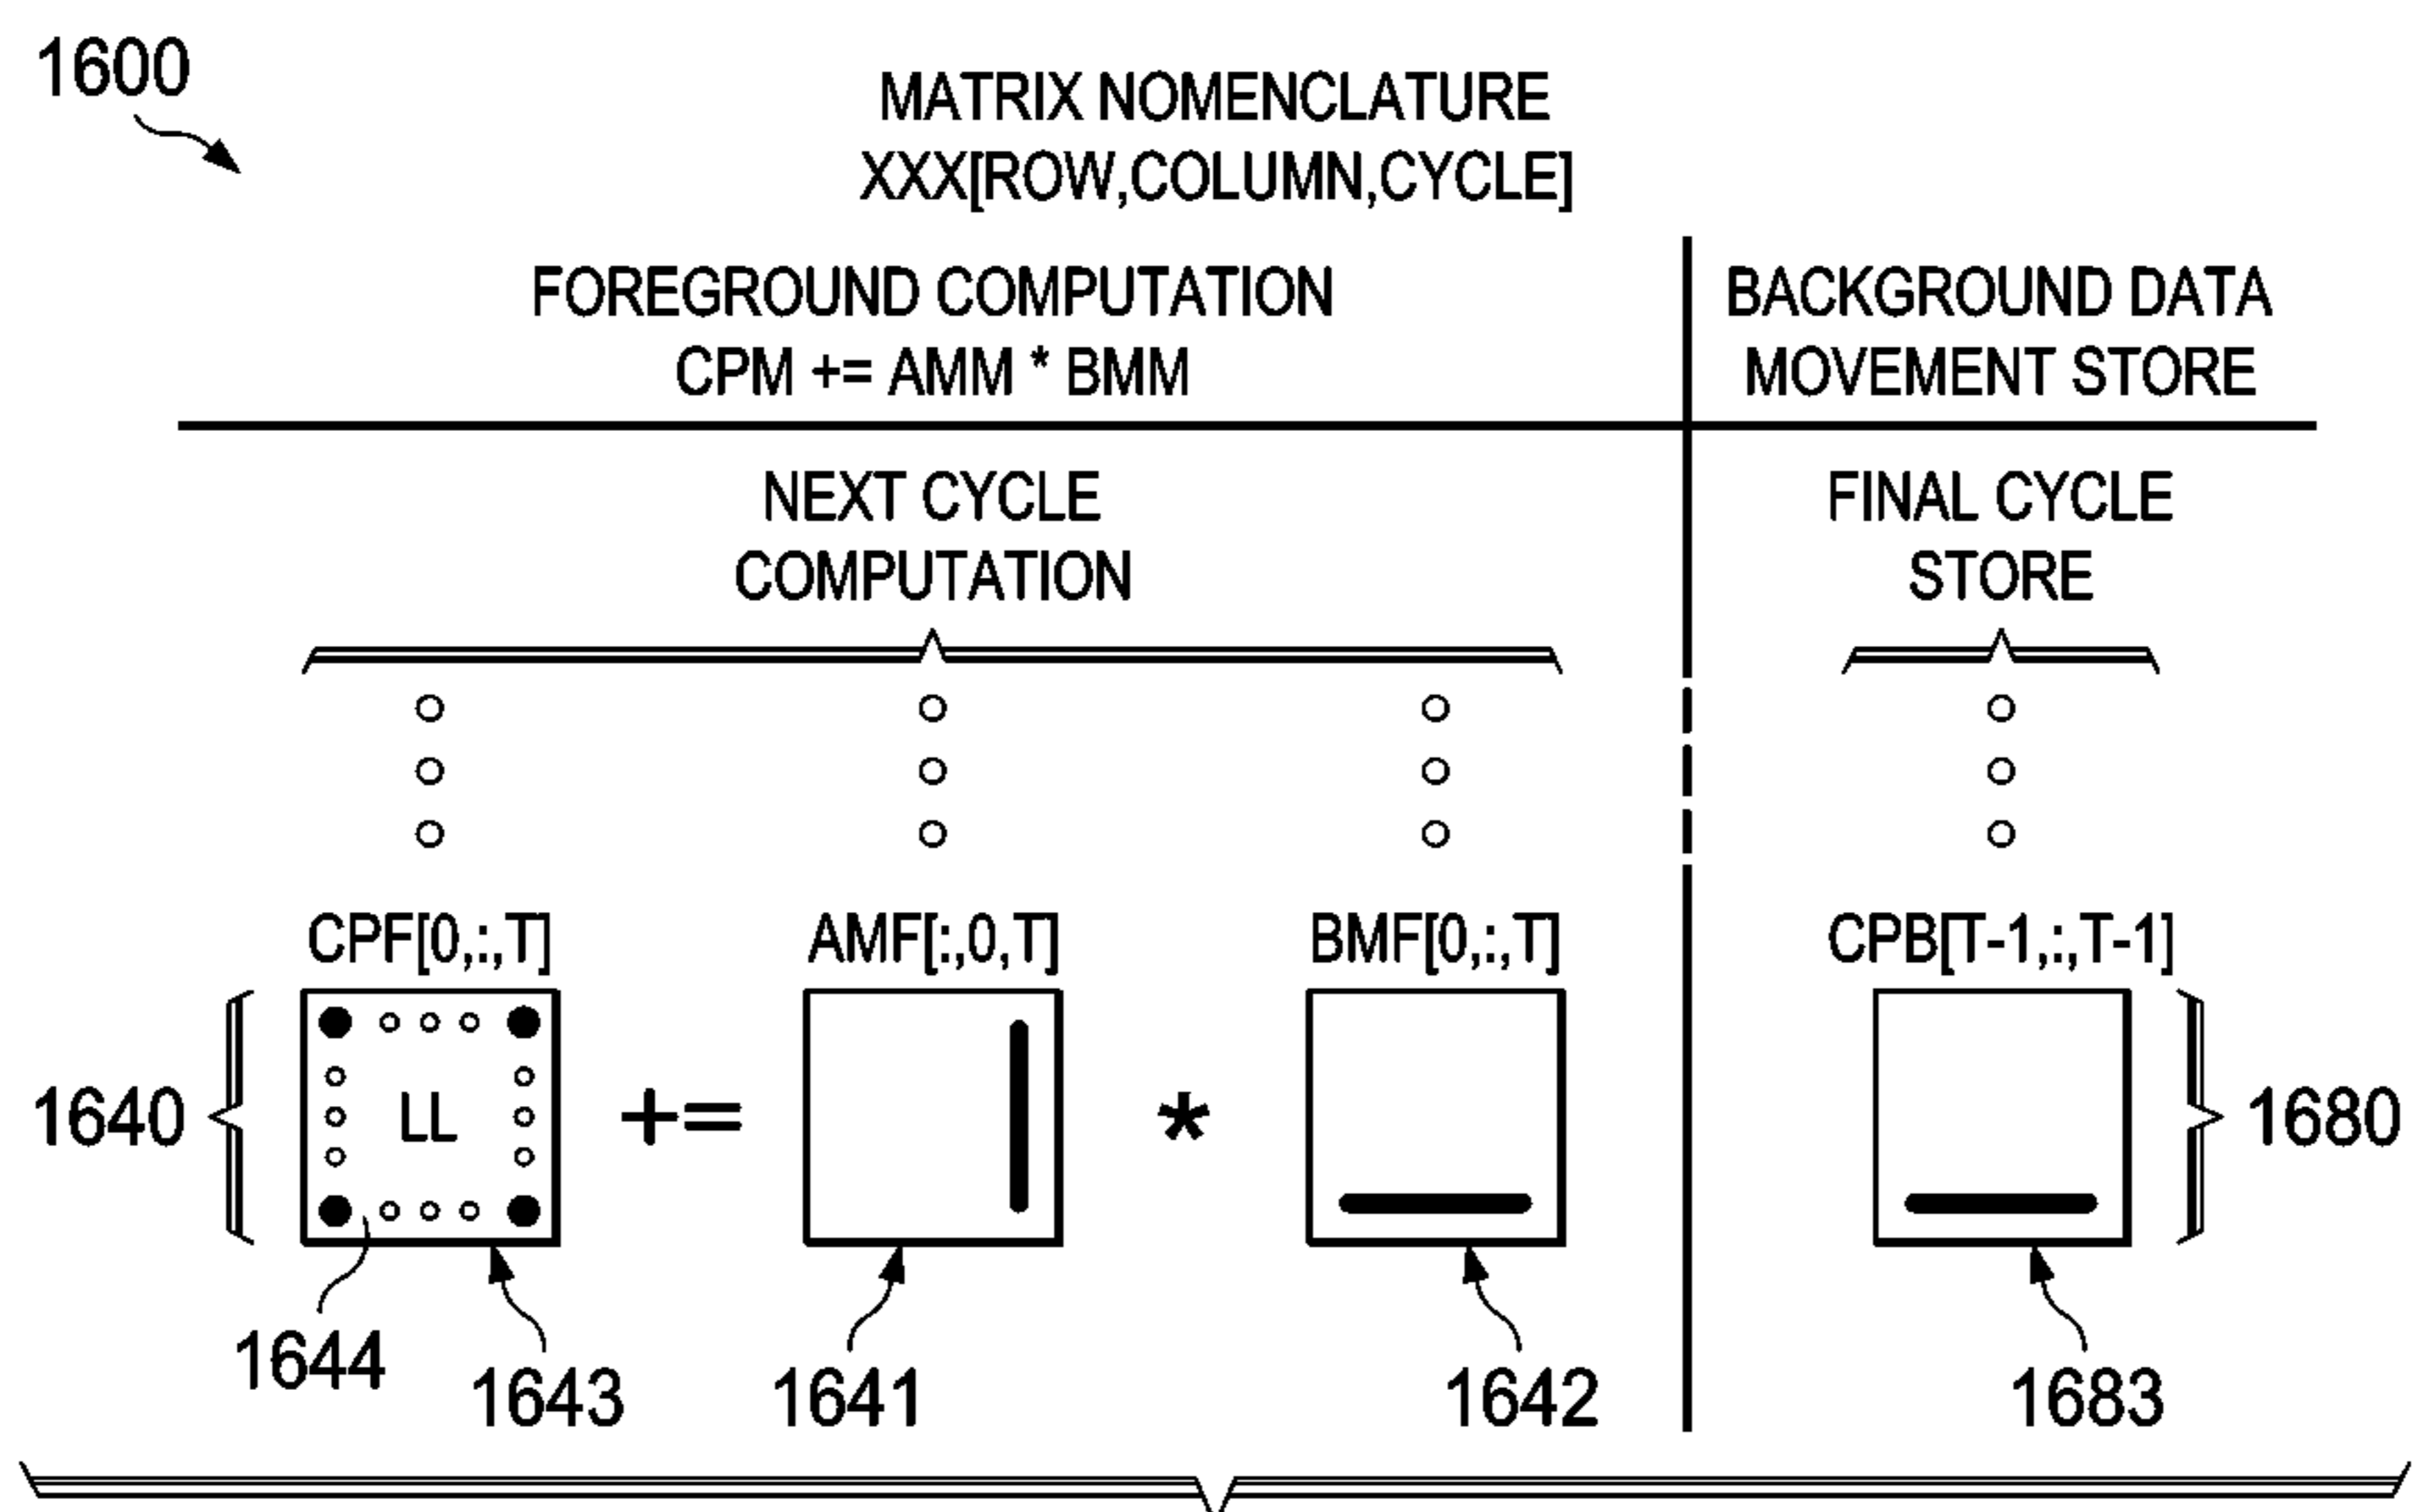 1600
MATRIX NOMENCLATURE
XXX[ROW,COLUMN,CYCLE]
FOREGROUND COMPUTATION
CPM += AMM * BMM
BACKGROUND DATA
MOVEMENT STORE
NEXT CYCLE
COMPUTATION
FINAL CYCLE
STORE
CPF[0,:,T]
AMF[:,0,T]
BMF[0,:,T]
CPB[T-1,:,T-1]
1640
LL
+=
*
1680
1644
1643
1641
1642
1683